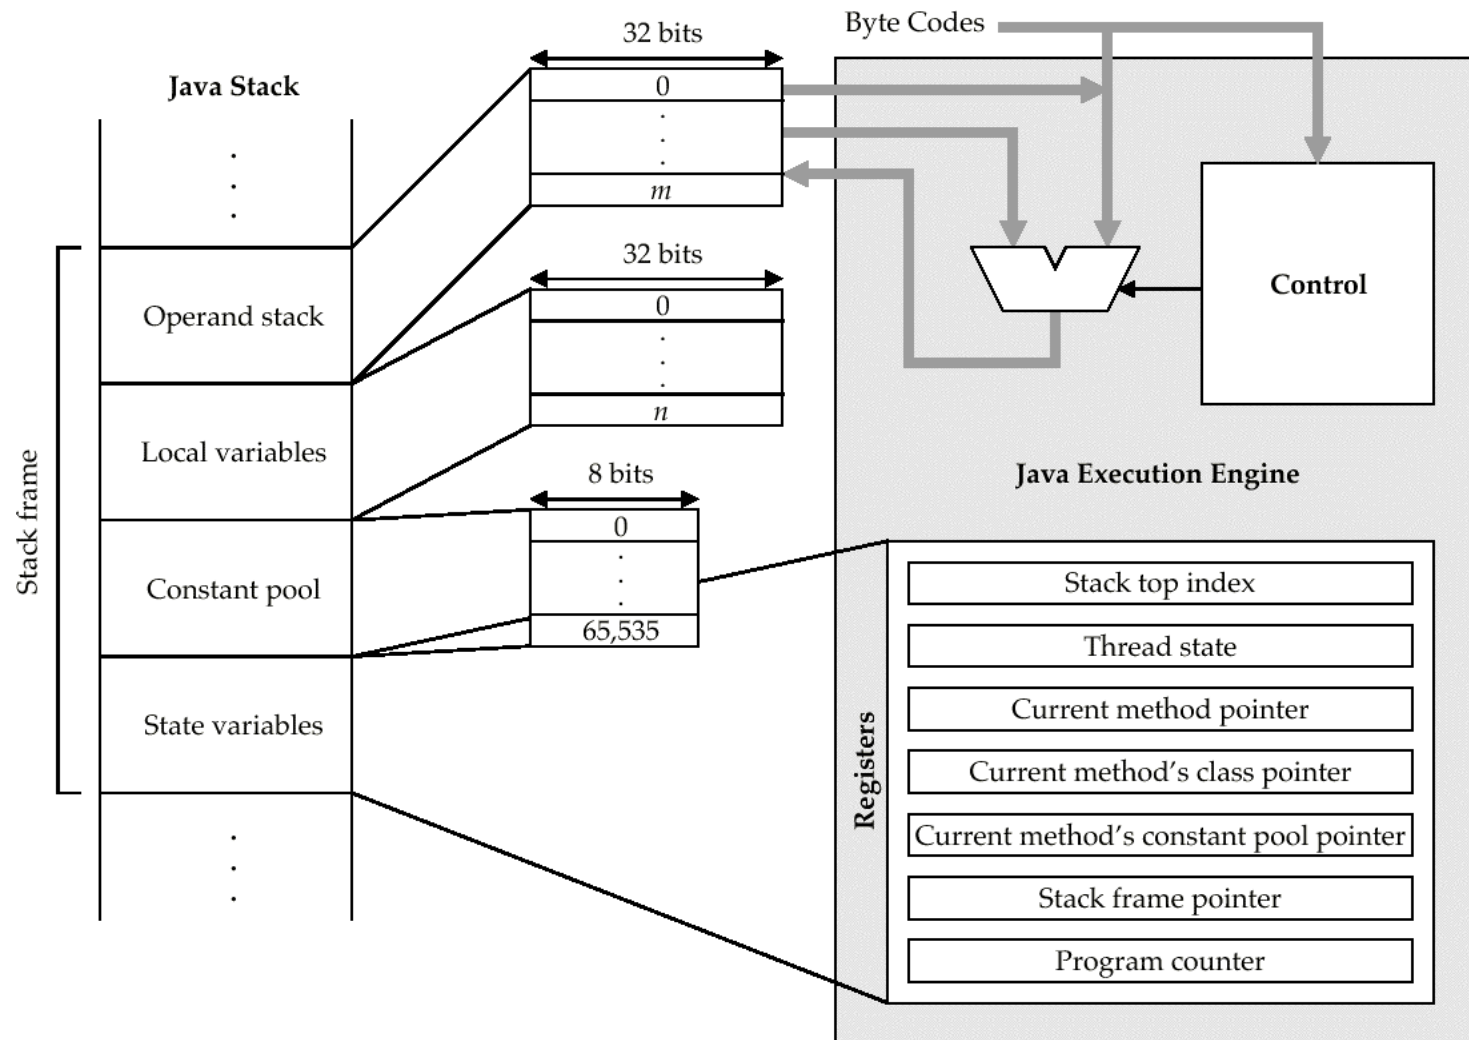 Byte Codes
32 bits
Java Stack
0
.
.
.
m
.
.
.
32 bits
0
.
.
.
n
Control
Operand stack
Local variables
Stack frame
8 bits
0
.
.
.
65,535
Constant pool
State variables
.
.
.
Java Execution Engine
Registers
Stack top index
Thread state
Current method pointer
Current method’s class pointer
Current method’s constant pool pointer
Stack frame pointer
Program counter